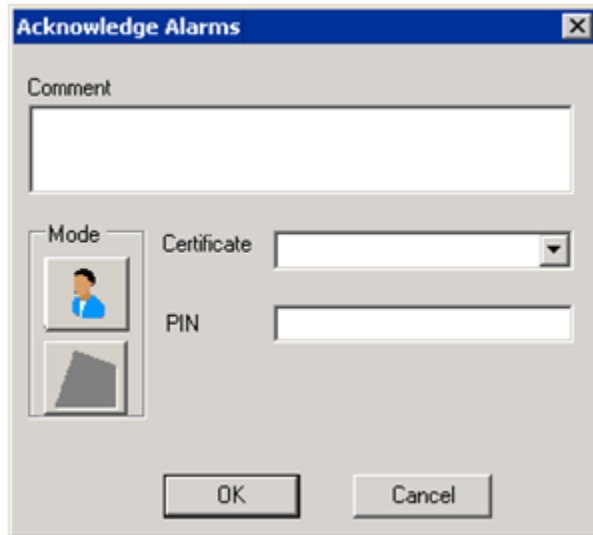 Acknowledge Alarms
Comment
Mode
Certificate
PIN
OK
Cancel